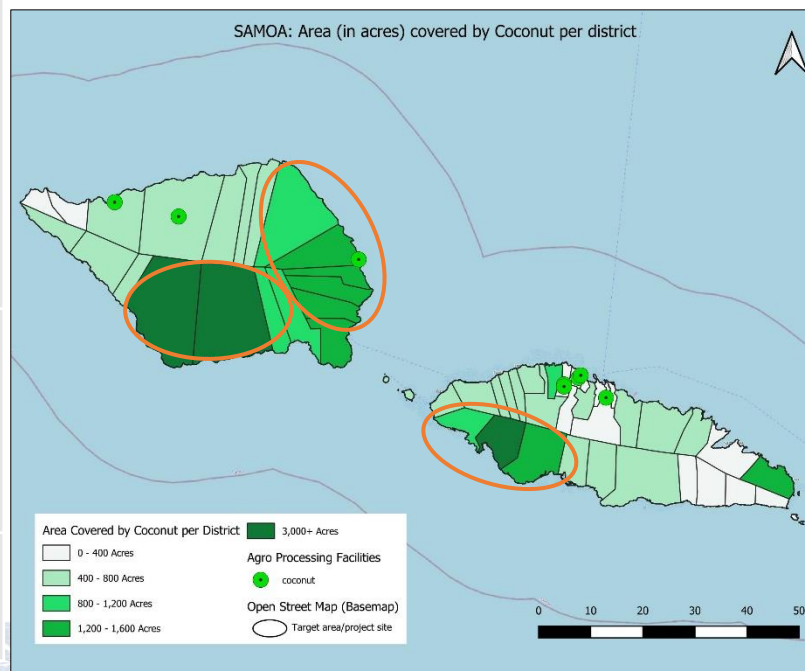 SAMOA: Area (in acres) covered by Coconut per district
Area Covered by Coconut per District
0 - 400 Acres
400 - 800 Acres
800 - 1,200 Acres
1,200 - 1,600 Acres
3,000+ Acres
Agro Processing Facilities
coconut
Open Street Map (Basemap)
Target area/project site
0 10 20 30 40 50